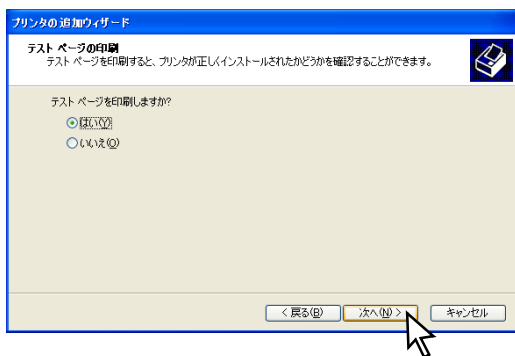 プリンタの追加ウィザード
テスト ページの印刷
テスト ページを印刷すると、プリンタが正しくインストールされたかどうかを確認することができます。
テスト ページを印刷しますか?
はい(Y)
いいえ(O)
< 戻る(B)
次へ(N) >
キャンセル